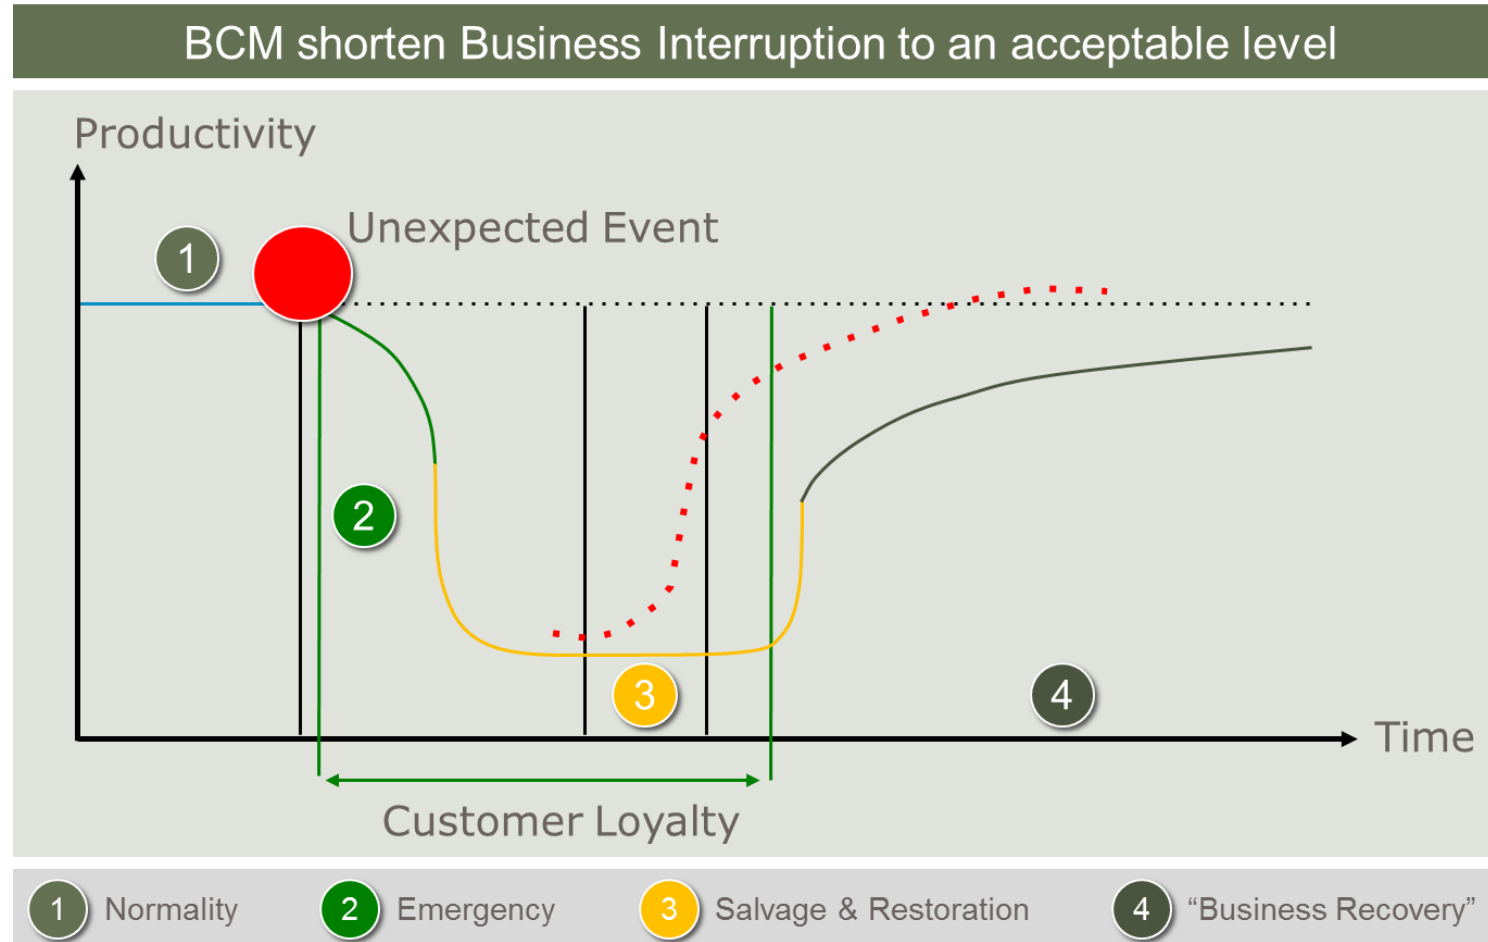 BCM shorten Business Interruption to an acceptable level
Productivity
Unexpected Event
1
2
3
4
Time
Customer Loyalty
1 Normality
2 Emergency
3 Salvage & Restoration
4 “Business Recovery”